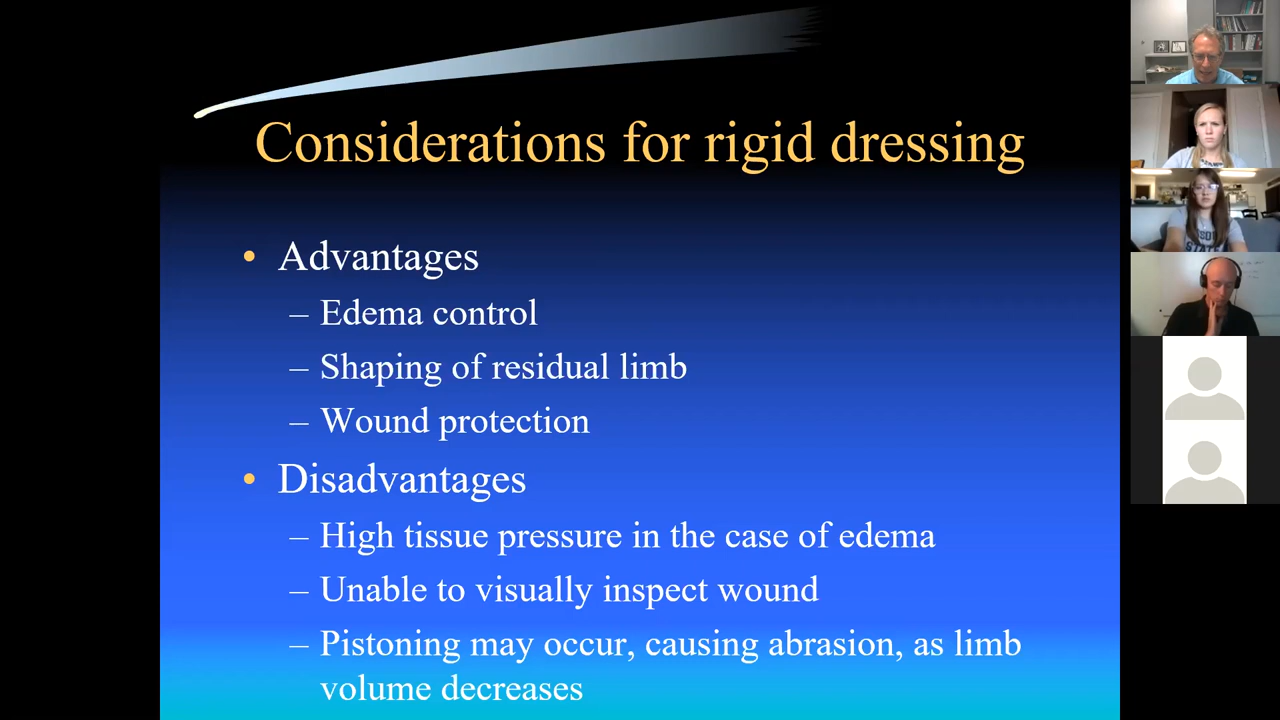 Considerations for rigid dressing
• Advantages
– Edema control
– Shaping of residual limb
– Wound protection
• Disadvantages
– High tissue pressure in the case of edema
– Unable to visually inspect wound
– Pistoning may occur, causing abrasion, as limb
volume decreases
STATE